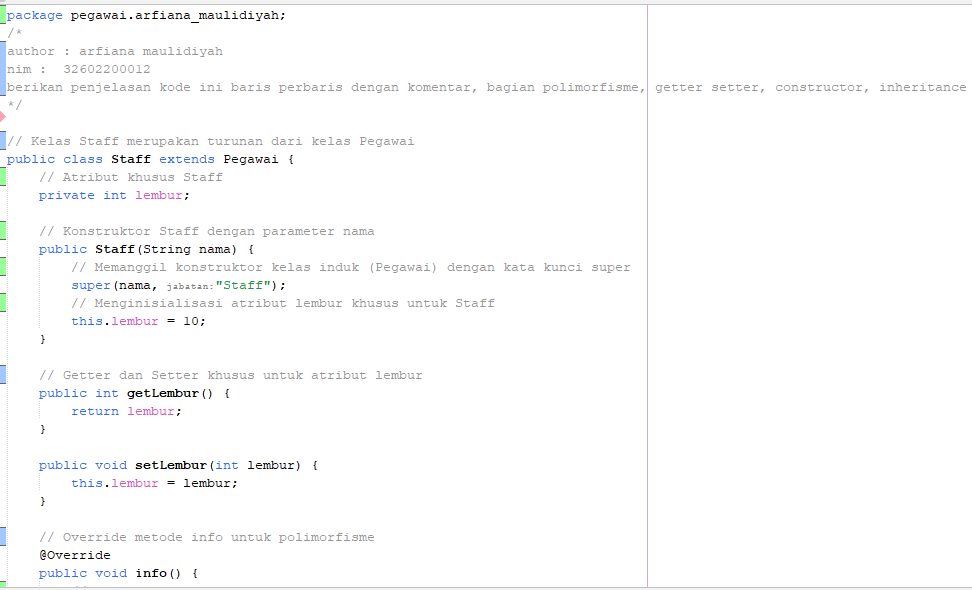 package pegawai.arfiana_maulidiyah;
/*
author : arfiana maulidiyah
nim :  32602200012
berikan penjelasan kode ini baris perbaris dengan komentar, bagian polimorfisme, getter setter, constructor, inheritance
*/
// Kelas Staff merupakan turunan dari kelas Pegawai
public class Staff extends Pegawai {
    // Atribut khusus Staff
    private int lembur;
    // Konstruktor Staff dengan parameter nama
    public Staff(String nama) {
        // Memanggil konstruktor kelas induk (Pegawai) dengan kata kunci super
        super(nama, jabatan:"Staff");
        // Menginisialisasi atribut lembur khusus untuk Staff
        this.lembur = 10;
    }
    // Getter dan Setter khusus untuk atribut lembur
    public int getLembur() {
        return lembur;
    }
    public void setLembur(int lembur) {
        this.lembur = lembur;
    }
    // Override metode info untuk polimorfisme
    @Override
    public void info() {